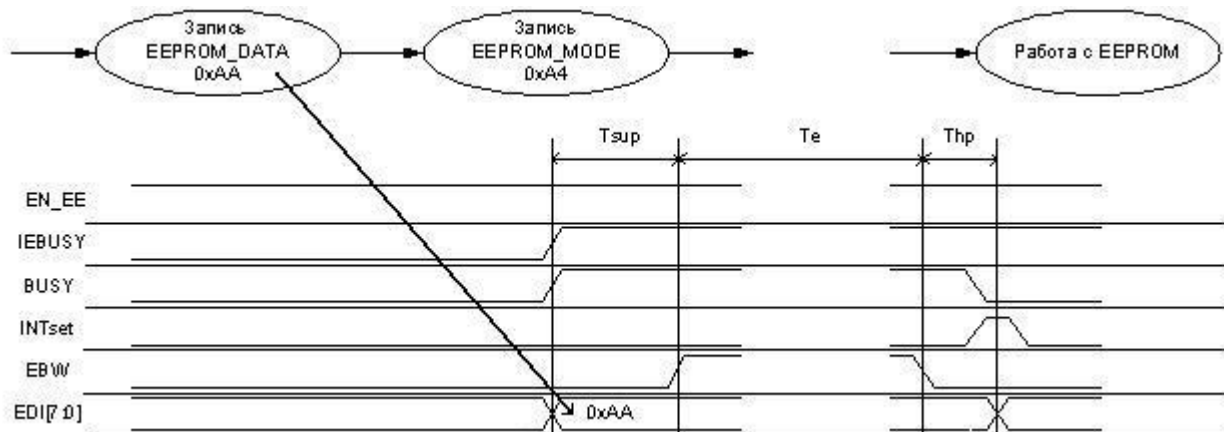 Запись
EEPROM_DATA
0xAA
Запись
EEPROM_MODE
0xA4
Работа с EEPROM
Tsup
Te
Thp
EN_EE
IEBUSY
BUSY
INTset
EBW
EDI[7:0]
0xAA